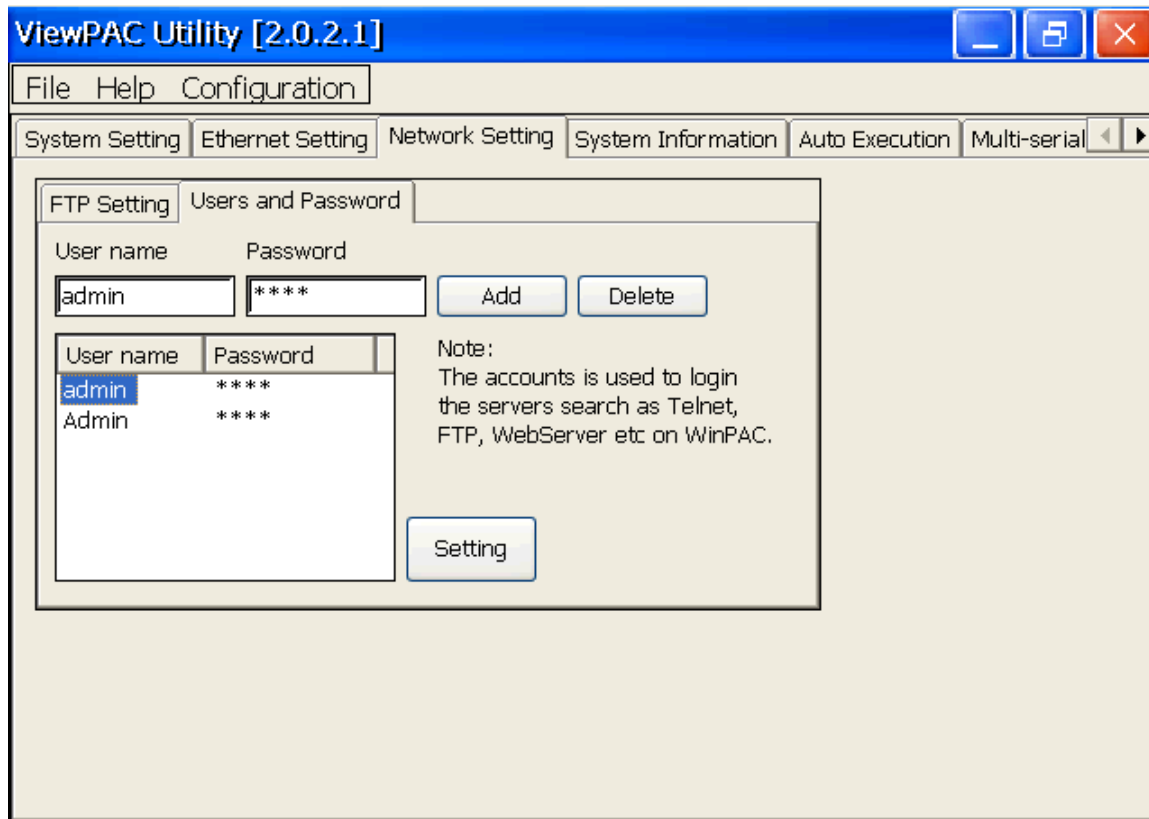 ViewPAC Utility [2.0.2.1]
File Help Configuration
System Setting Ethernet Setting Network Setting System Information Auto Execution Multi-serial
FTP Setting Users and Password
User name Password
admin **** Add Delete
User name Password
admin ****
Admin ****
Note:
The accounts is used to login
the servers search as Telnet,
FTP, WebServer etc on WinPAC.
Setting